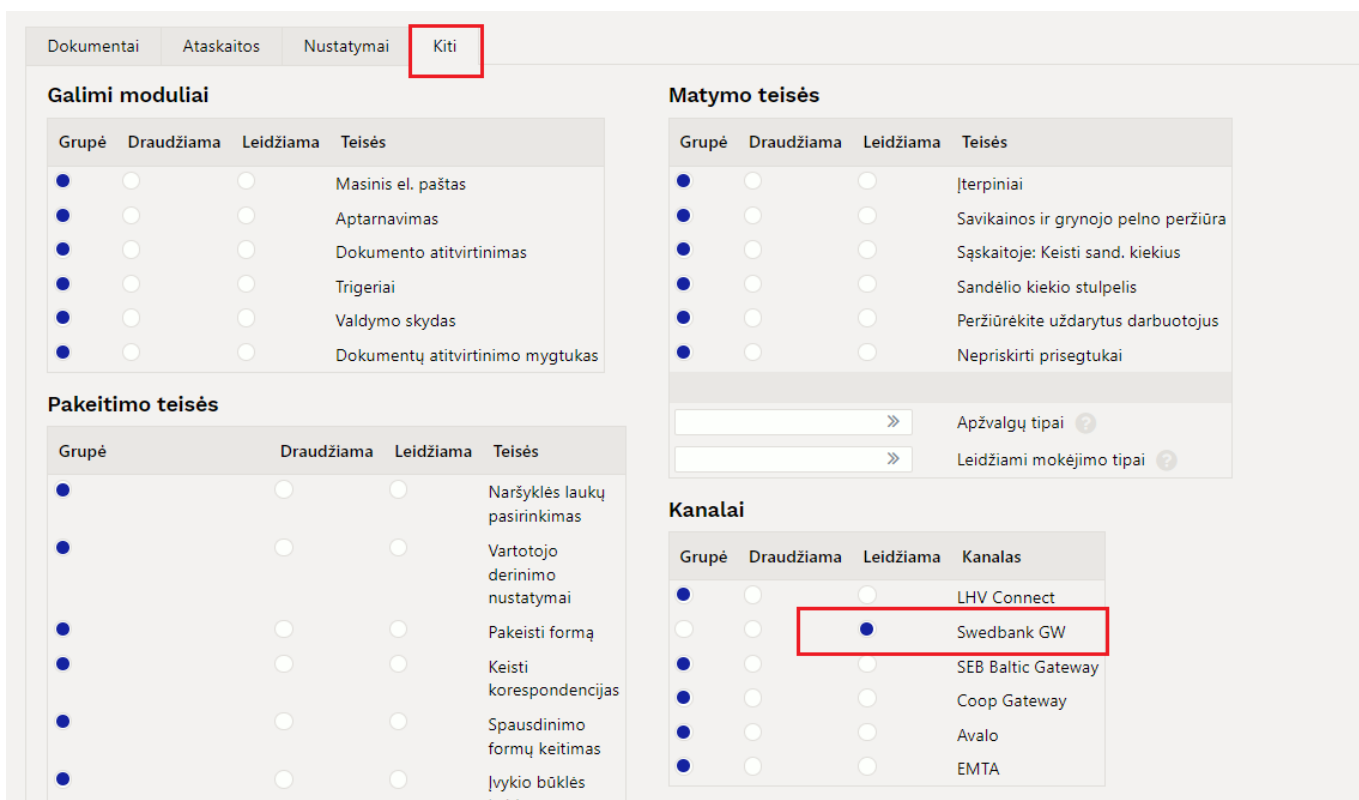 Dokumentai Ataskaitos Nustatymai Kiti
Galimi moduliai
Grupė Draudžiama Leidžiama Teisės
Masinis el. paštas
Aptarnavimas
Dokumento atitvirtinimas
Trigeriai
Valdymo skydas
Dokumentų atitvirtinimo mygtukas
Pakeitimo teisės
Grupė Draudžiama Leidžiama Teisės
Naršyklės laukų
pasirinkimas
Vartotojo
derinimo
nustatymai
Pakeisti formą
Keisti
korespondencijas
Spausdinimo
formų keitimas
Įvykio būklės
Matymo teisės
Grupė Draudžiama Leidžiama Teisės
Įterpiniai
Savikainos ir grynojo pelno peržiūra
Sąskaitoje: Keisti sand. kiekius
Sandėlio kiekio stulpelis
Peržiūrėkite uždarytus darbuotojus
Nepriskirti prisegtukai
» Apžvalgų tipai ?
» Leidžiami mokėjimo tipai ?
Kanalai
Grupė Draudžiama Leidžiama Kanalas
LHV Connect
Swedbank GW
SEB Baltic Gateway
Coop Gateway
Avalo
EMTA